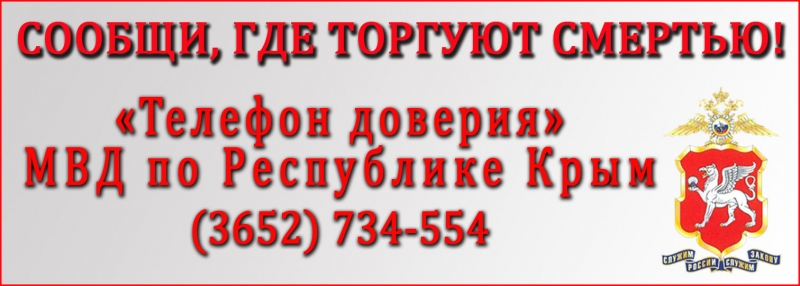 СООБЩИ, ГДЕ ТОРГУЮТ СМЕРТЬЮ!
«Телефон доверия»
МВД по Республике Крым
(3652) 734-554
СЛУЖИМ РОССИИ СЛУЖИМ ЗАКОНУ